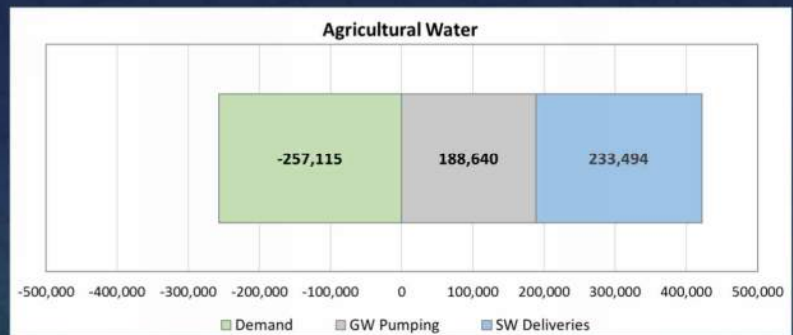 Agricultural Water
-257,115 188,640 233,494
-500,000 -400,000 -300,000 -200,000 -100,000 0 100,000 200,000 300,000 400,000 500,000
Demand GW Pumping SW Deliveries